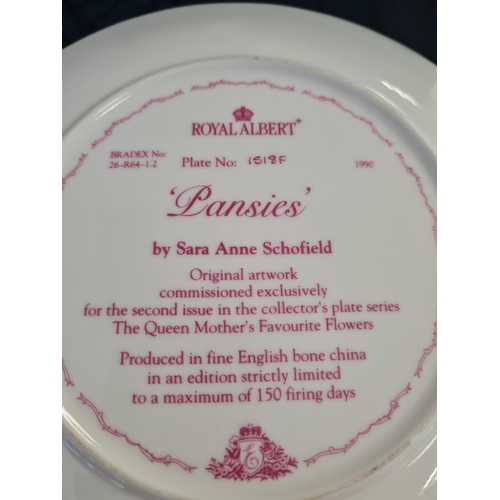 ROYAL ALBERT®
BRADEX No:
26-R64-1.2
Plate No: 1518F
1990
'Pansies'
by Sara Anne Schofield
Original artwork
commissioned exclusively
for the second issue in the collector's plate series
The Queen Mother's Favourite Flowers
Produced in fine English bone china
in an edition strictly limited
to a maximum of 150 firing days